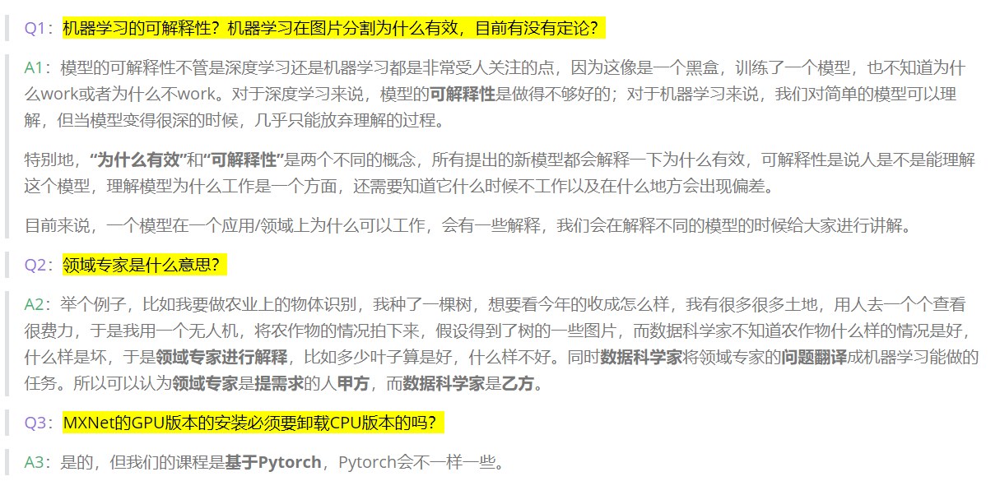 Q1：机器学习的可解释性？机器学习在图片分割为什么有效，目前有没有定论？
A1：模型的可解释性不管是深度学习还是机器学习都是非常受人关注的点，因为这像是一个黑盒，训练了一个模型，也不知道为什
么work或者为什么不work。对于深度学习来说，模型的可解释性是做得不够好的；对于机器学习来说，我们对简单的模型可以理
解，但当模型变得很深的时候，几乎只能放弃理解的过程。
特别地，“为什么有效”和“可解释性”是两个不同的概念，所有提出的新模型都会解释一下为什么有效，可解释性是说人是不是能理解
这个模型，理解模型为什么工作是一个方面，还需要知道它什么时候不工作以及在什么地方会出现偏差。
目前来说，一个模型在一个应用/领域上为什么可以工作，会有一些解释，我们会在解释不同的模型的时候给大家进行讲解。
Q2：领域专家是什么意思？
A2：举个例子，比如我要做农业上的物体识别，我种了一棵树，想要看今年的收成怎么样，我有很多很多土地，用人去一个个查看
很费力，于是我用一个无人机，将农作物的情况拍下来，假设得到了树的一些图片，而数据科学家不知道农作物什么样的情况是好，
什么样是坏，于是领域专家进行解释，比如多少叶子算是好，什么样不好。同时数据科学家将领域专家的问题翻译成机器学习能做的
任务。所以可以认为领域专家是提需求的人甲方，而数据科学家是乙方。
Q3：MXNet的GPU版本的安装必须要卸载CPU版本的吗？
A3：是的，但我们的课程是基于Pytorch，Pytorch会不一样一些。